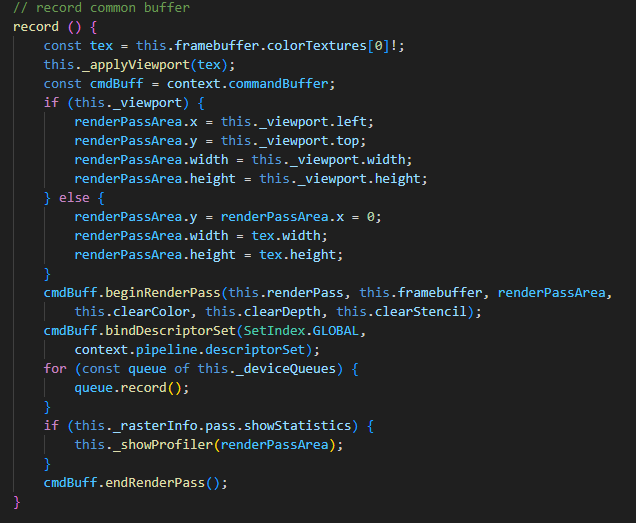 // record common buffer
record () {
    const tex = this.framebuffer.colorTextures[0]!;
    this._applyViewport(tex);
    const cmdBuff = context.commandBuffer;
    if (this._viewport) {
        renderPassArea.x = this._viewport.left;
        renderPassArea.y = this._viewport.top;
        renderPassArea.width = this._viewport.width;
        renderPassArea.height = this._viewport.height;
    } else {
        renderPassArea.y = renderPassArea.x = 0;
        renderPassArea.width = tex.width;
        renderPassArea.height = tex.height;
    }
    cmdBuff.beginRenderPass(this.renderPass, this.framebuffer, renderPassArea,
        this.clearColor, this.clearDepth, this.clearStencil);
    cmdBuff.bindDescriptorSet(SetIndex.GLOBAL,
        context.pipeline.descriptorSet);
    for (const queue of this._deviceQueues) {
        queue.record();
    }
    if (this._rasterInfo.pass.showStatistics) {
        this._showProfiler(renderPassArea);
    }
    cmdBuff.endRenderPass();
}